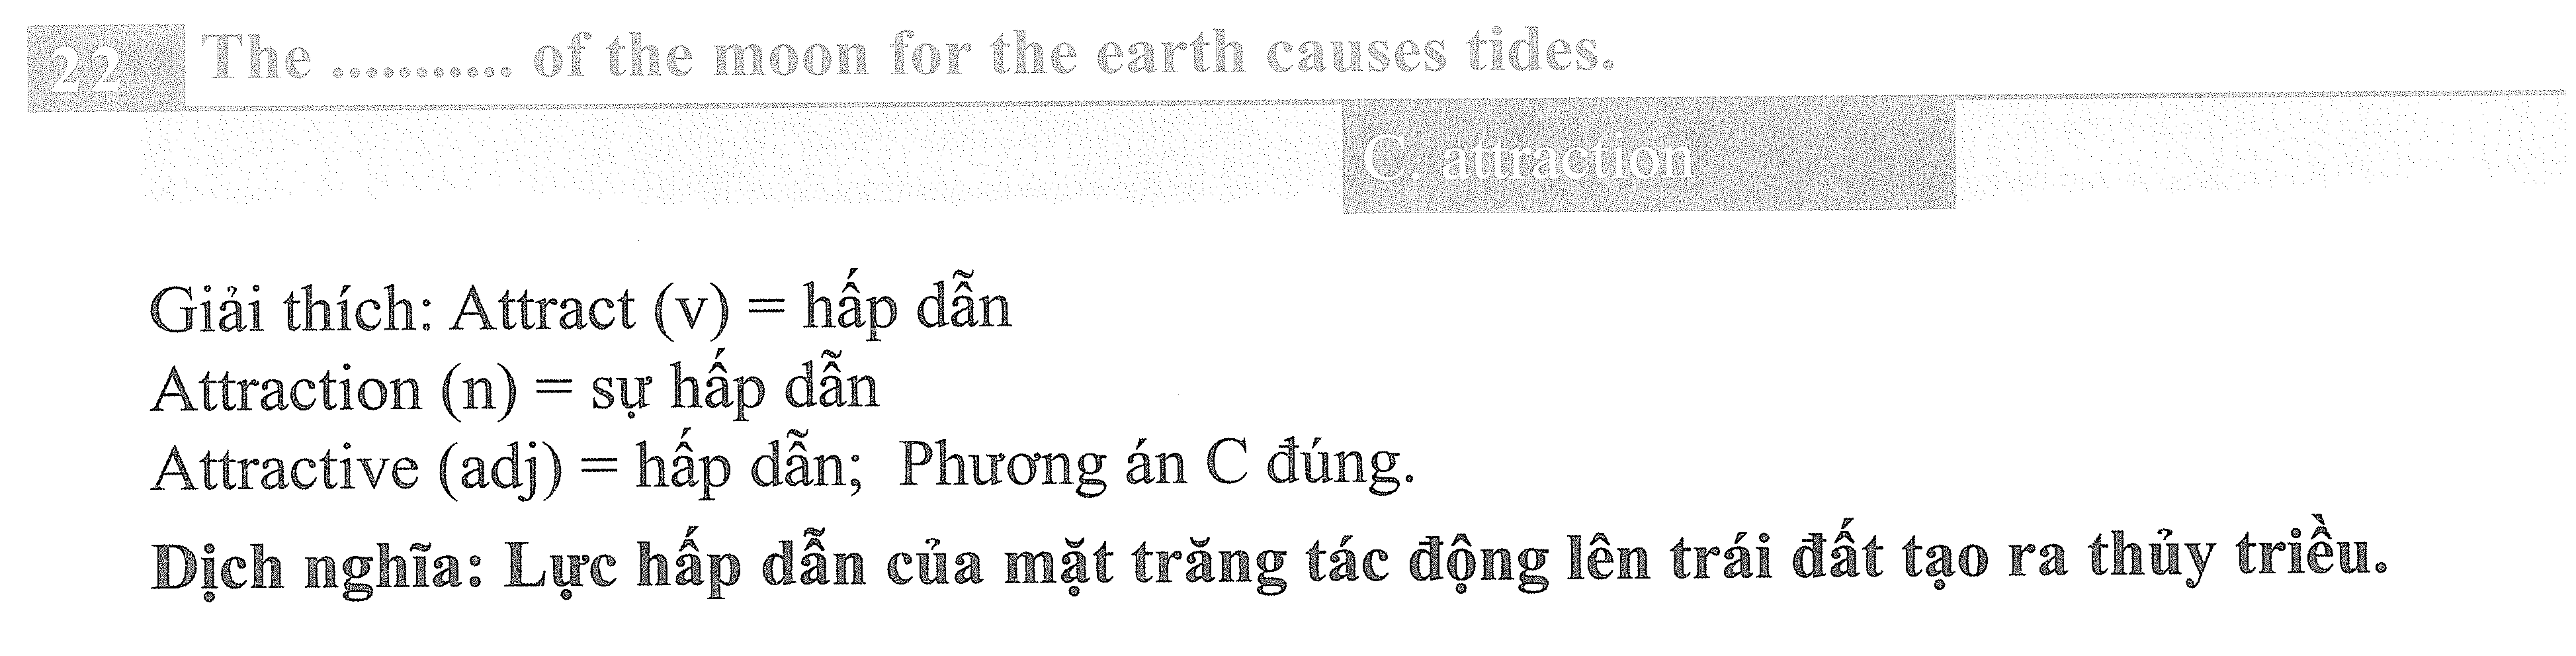 22 The ........... of the moon for the earth causes tides.
C. attraction
Giải thích: Attract (v) = hấp dẫn
Attraction (n) = sự hấp dẫn
Attractive (adj) = hấp dẫn; Phương án C đúng.
Dịch nghĩa: Lực hấp dẫn của mặt trăng tác động lên trái đất tạo ra thủy triều.